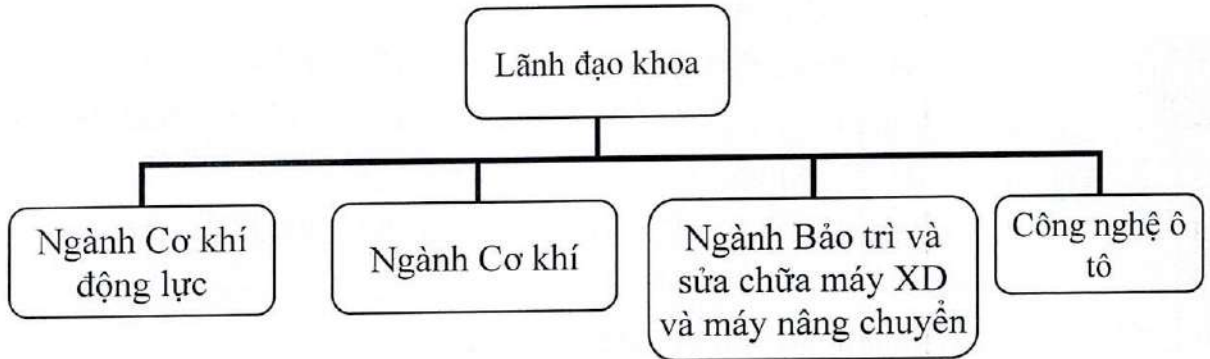 Lãnh đạo khoa
Ngành Cơ khí
động lực
Ngành Cơ khí
Ngành Bảo trì và
sửa chữa máy XD
và máy nâng chuyển
Công nghệ ô
tô